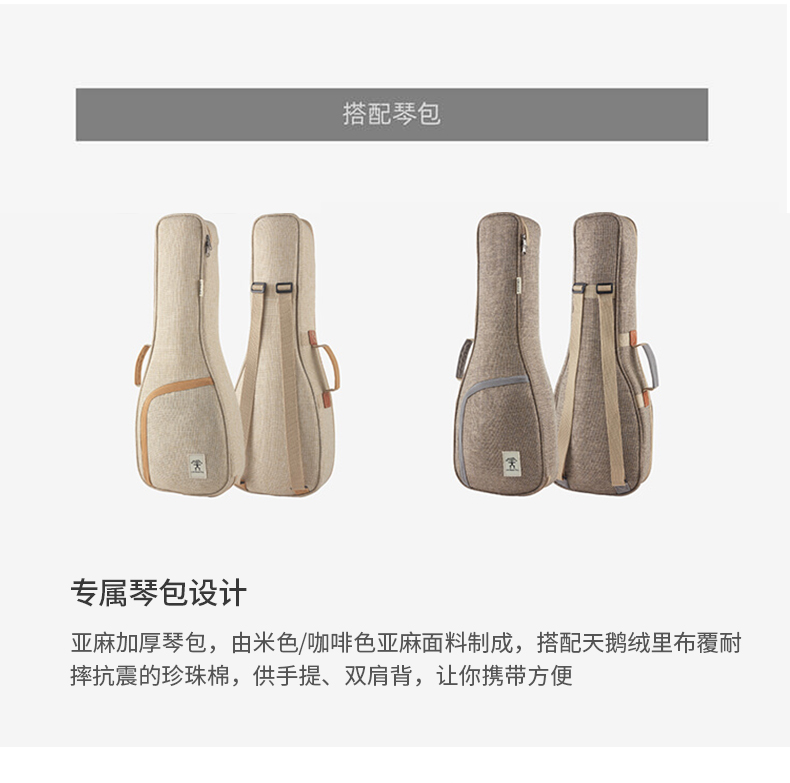 搭配琴包
专属琴包设计
亚麻加厚琴包，由米色/咖啡色亚麻面料制成，搭配天鹅绒里布覆耐
摔抗震的珍珠棉，供手提、双肩背，让你携带方便